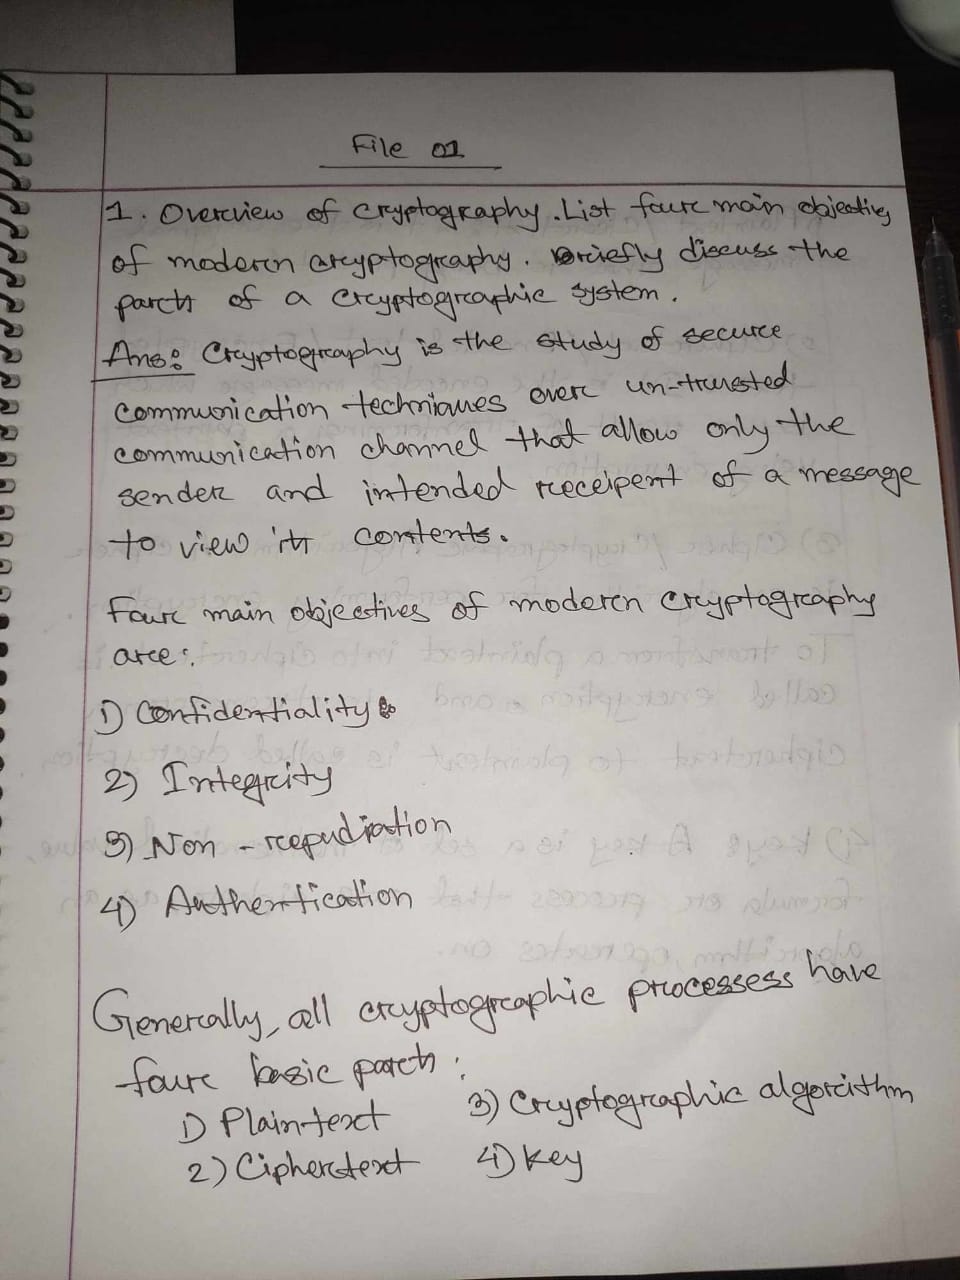 File 01
1. Overview of cryptography. List four main objectives
of modern cryptography. Briefly discuss the
parts of a cryptographic system.
Ans: Cryptography is the study of secure
communication techniques over un-trusted
communication channel that allow only the
sender and intended receipent of a message
to view its contents.
Four main objectives of modern cryptography
are:
1) Confidentiality
2) Integrity
3) Non-repudiation
4) Authentication
Generally, all cryptographic processess have
four basic parts:
1) Plaintext 3) Cryptographic algorithm
2) Ciphertext 4) Key